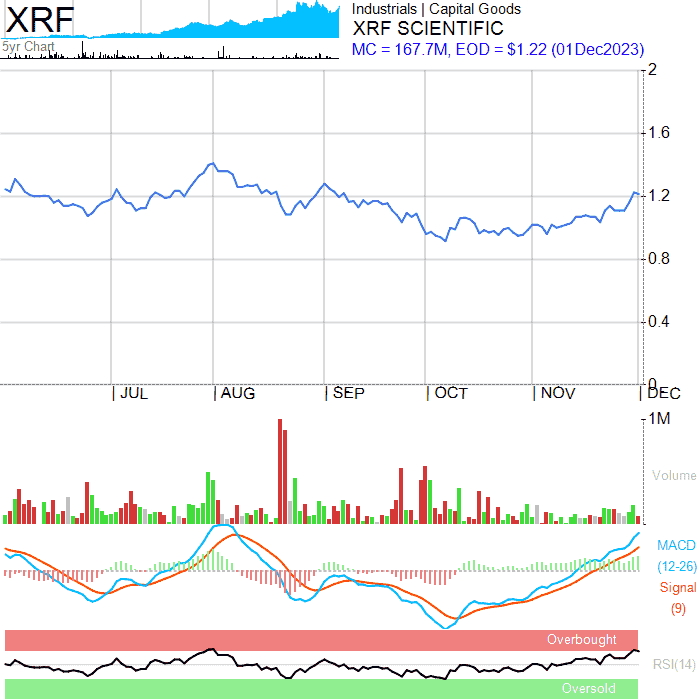 XRF
5yr Chart
Industrials | Capital Goods
XRF SCIENTIFIC
MC = 167.7M, EOD = $1.22 (01Dec2023)
2
1.6
1.2
0.8
0.4
0
| JUL | AUG | SEP | OCT | NOV | DEC
1M
Volume
MACD
(12-26)
Signal
(9)
Overbought
RSI(14)
Oversold